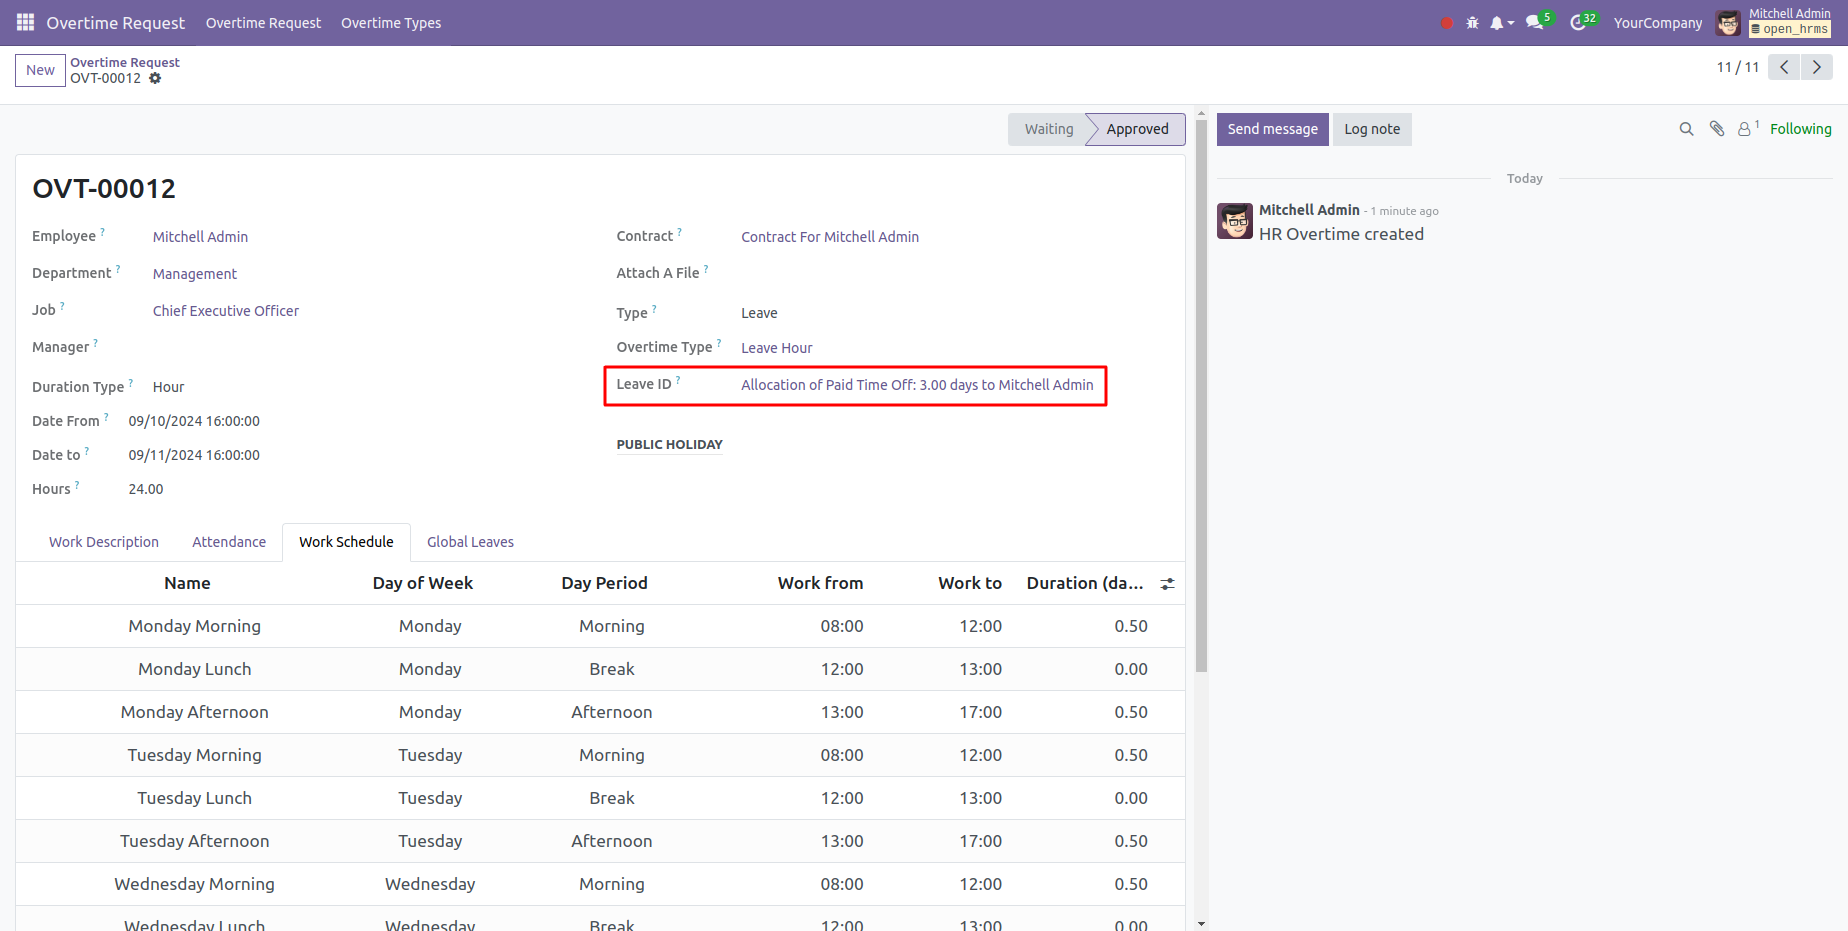 Overtime Request Overtime Request Overtime Types 5 32 YourCompany Mitchell Admin
open_hrms
New Overtime Request
OVT-00012
11 / 11
Waiting Approved Send message Log note 1 Following
OVT-00012
Employee ? Mitchell Admin
Department ? Management
Job ? Chief Executive Officer
Manager ?
Duration Type ? Hour
Date From ? 09/10/2024 16:00:00
Date to ? 09/11/2024 16:00:00
Hours ? 24.00
Contract ? Contract For Mitchell Admin
Attach A File ?
Type ? Leave
Overtime Type ? Leave Hour
Leave ID ? Allocation of Paid Time Off: 3.00 days to Mitchell Admin
PUBLIC HOLIDAY
Today
Mitchell Admin - 1 minute ago
HR Overtime created
Work Description Attendance Work Schedule Global Leaves
Name Day of Week Day Period Work from Work to Duration (da...
Monday Morning Monday Morning 08:00 12:00 0.50
Monday Lunch Monday Break 12:00 13:00 0.00
Monday Afternoon Monday Afternoon 13:00 17:00 0.50
Tuesday Morning Tuesday Morning 08:00 12:00 0.50
Tuesday Lunch Tuesday Break 12:00 13:00 0.00
Tuesday Afternoon Tuesday Afternoon 13:00 17:00 0.50
Wednesday Morning Wednesday Morning 08:00 12:00 0.50
Wednesday Lunch Wednesday Break 12:00 13:00 0.00